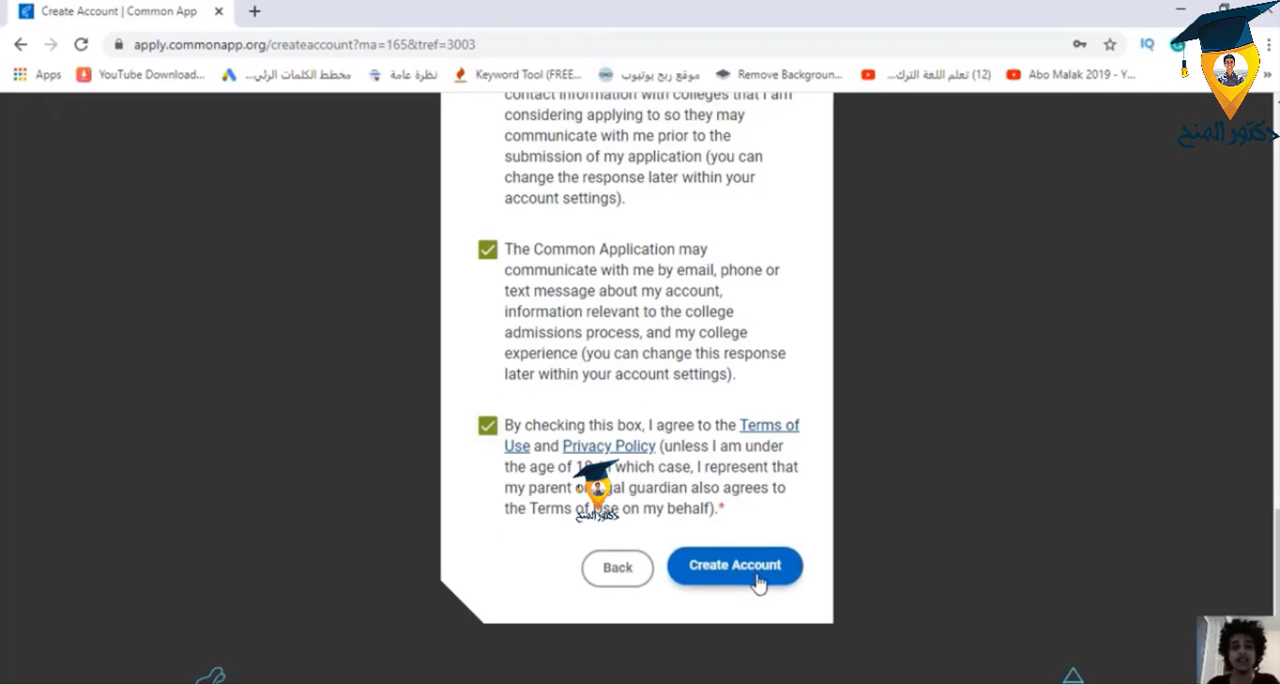 Create Account | Common App
apply.commonapp.org/createaccount?ma=165&tref=3003
Apps YouTube Download... مخطط الكلمات الرئي... نظرة عامة Keyword Tool (FREE... موقع ربح يوتيوب Remove Backgroun... (12) تعلم اللغة الترك... Abo Malak 2019 - Y... »
دكتور المنح
contact information with colleges that I am
considering applying to so they may
communicate with me prior to the
submission of my application (you can
change the response later within your
account settings).
The Common Application may
communicate with me by email, phone or
text message about my account,
information relevant to the college
admissions process, and my college
experience (you can change this response
later within your account settings).
By checking this box, I agree to the Terms of
Use and Privacy Policy (unless I am under
the age of which case, I represent that
my parent guardian also agrees to
the Terms of Use on my behalf).*
دكتور المنح
Back Create Account